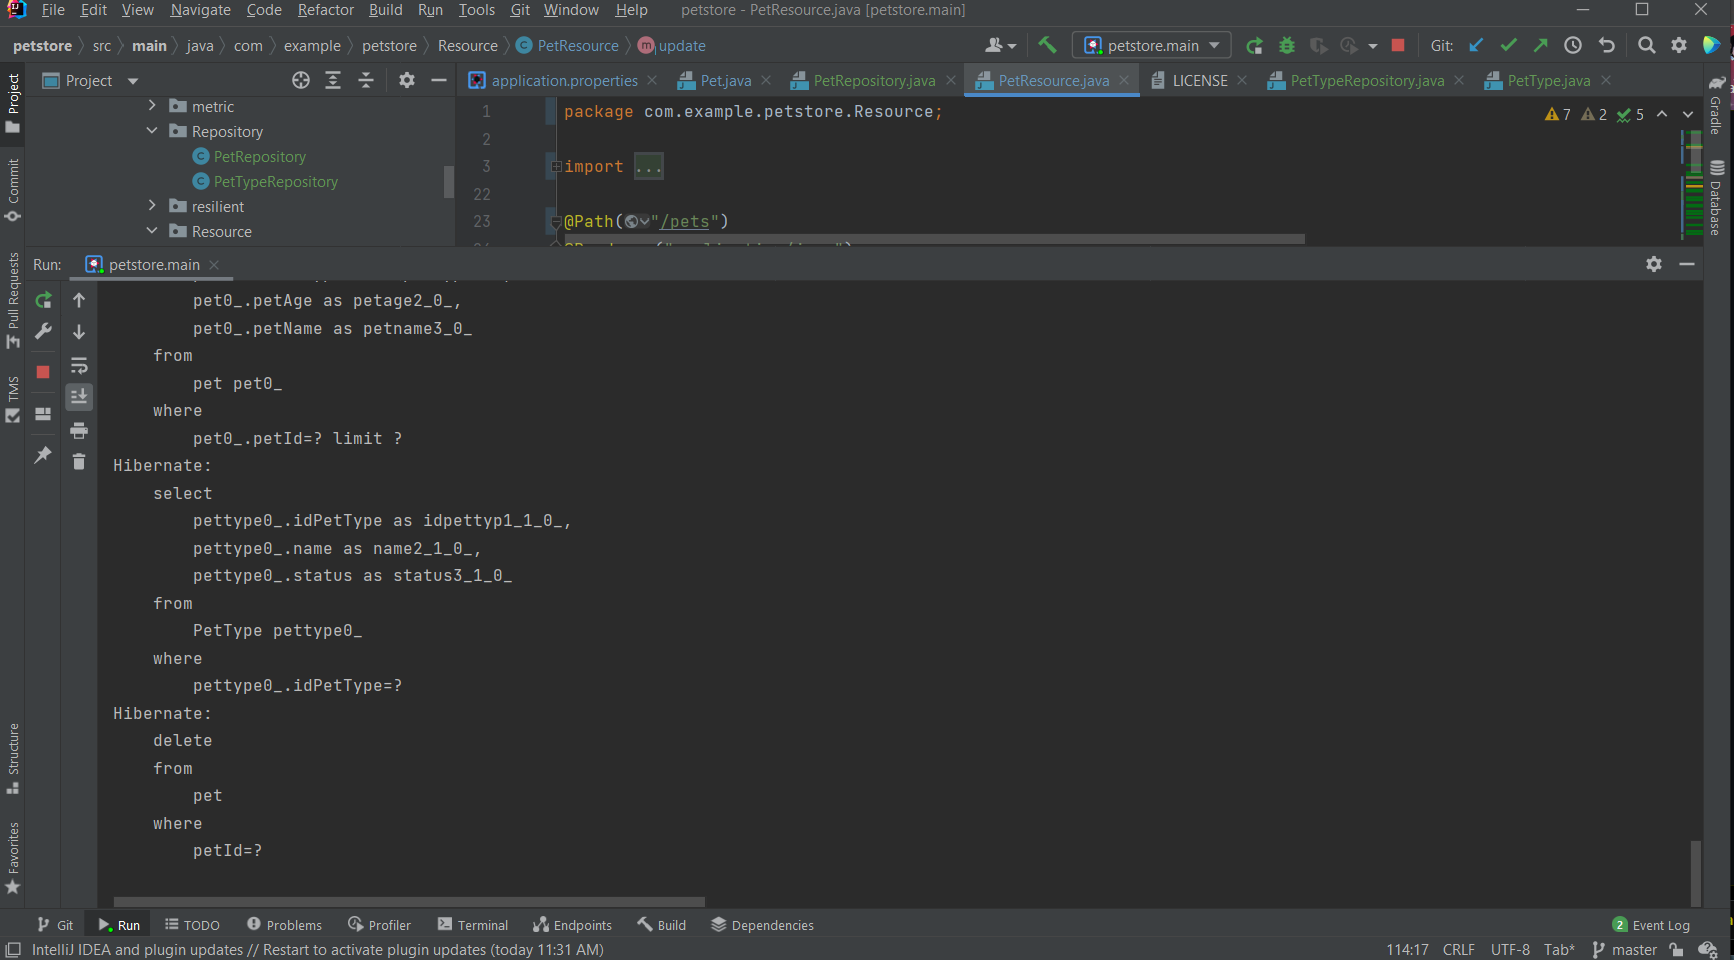 File Edit View Navigate Code Refactor Build Run Tools Git Window Help petstore - PetResource.java [petstore.main]
petstore src main java com example petstore Resource PetResource update petstore.main Git:
Project application.properties Pet.java PetRepository.java PetResource.java LICENSE PetTypeRepository.java PetType.java
metric
Repository
PetRepository
PetTypeRepository
resilient
Resource
1 package com.example.petstore.Resource;
2
3 import ...
22
23 @Path("/pets")
7 2 5
Project
Commit
Pull Requests
TMS
Structure
Favorites
Gradle
Database
Run: petstore.main
pet0_.petAge as petage2_0_,
pet0_.petName as petname3_0_
from
pet pet0_
where
pet0_.petId=? limit ?
Hibernate:
select
pettype0_.idPetType as idpettyp1_1_0_,
pettype0_.name as name2_1_0_,
pettype0_.status as status3_1_0_
from
PetType pettype0_
where
pettype0_.idPetType=?
Hibernate:
delete
from
pet
where
petId=?
Git Run TODO Problems Profiler Terminal Endpoints Build Dependencies 2 Event Log
IntelliJ IDEA and plugin updates // Restart to activate plugin updates (today 11:31 AM) 114:17 CRLF UTF-8 Tab* master